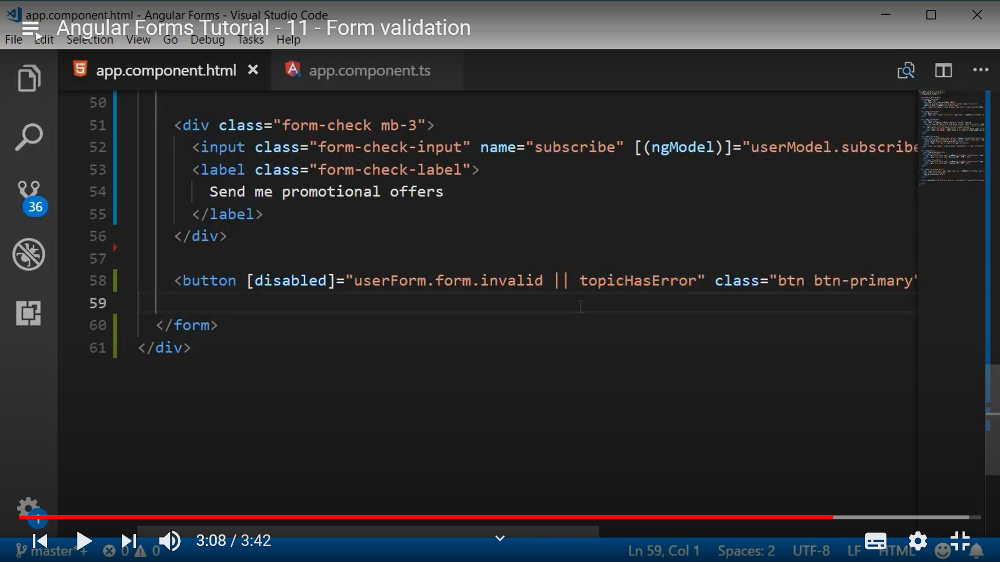 app.component.html - Angular Forms - Visual Studio Code
Angular Forms Tutorial - 11 - Form validation
File Edit Selection View Go Debug Tasks Help
app.component.html app.component.ts
50
51 <div class="form-check mb-3">
52 <input class="form-check-input" name="subscribe" [(ngModel)]="userModel.subscribe
53 <label class="form-check-label">
54 Send me promotional offers
55 </label>
56 </div>
57
58 <button [disabled]="userForm.form.invalid || topicHasError" class="btn btn-primary"
59
60 </form>
61 </div>
36
1
3:08 / 3:42
master*+ 0 0 Ln 59, Col 1 Spaces: 2 UTF-8 LF HTML